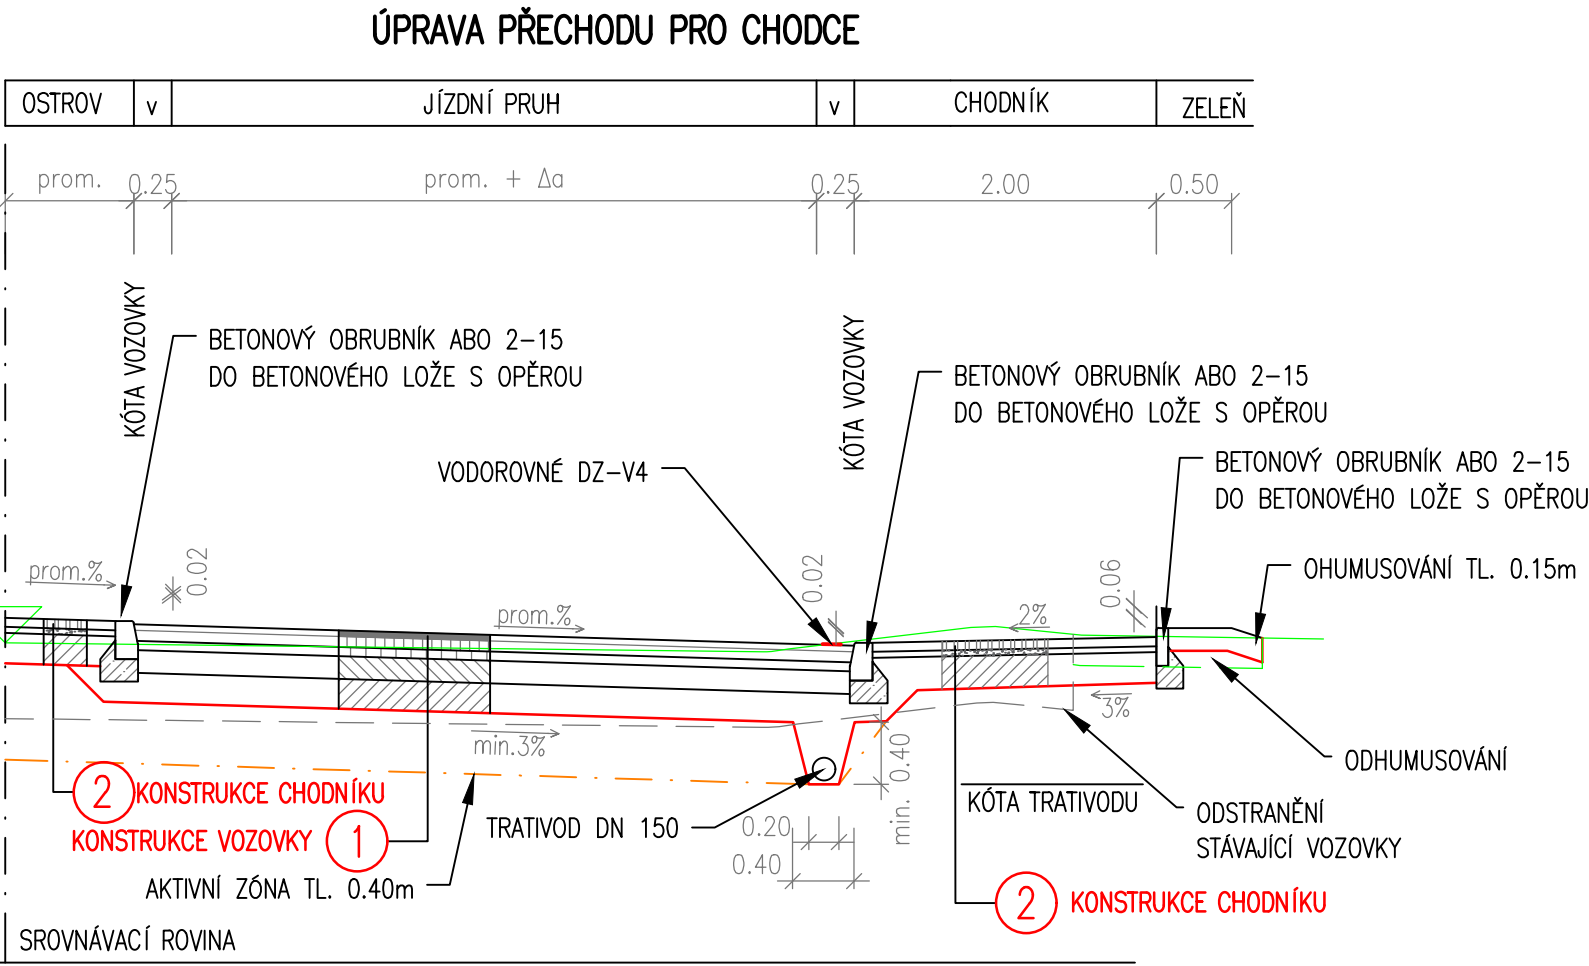 ÚPRAVA PŘECHODU PRO CHODCE
OSTROV v JÍZDNÍ PRUH v CHODNÍK ZELEŇ
prom. 0.25 prom. + Δa 0.25 2.00 0.50
KÓTA VOZOVKY
BETONOVÝ OBRUBNÍK ABO 2-15
DO BETONOVÉHO LOŽE S OPĚROU
KÓTA VOZOVKY
BETONOVÝ OBRUBNÍK ABO 2-15
DO BETONOVÉHO LOŽE S OPĚROU
VODOROVNÉ DZ-V4
BETONOVÝ OBRUBNÍK ABO 2-15
DO BETONOVÉHO LOŽE S OPĚROU
OHUMUSOVÁNÍ TL. 0.15m
prom.%
0.02
prom.%
0.02
2%
0.06
min.3%
3%
min. 0.40
ODHUMUSOVÁNÍ
2 KONSTRUKCE CHODNÍKU
KONSTRUKCE VOZOVKY 1
TRATIVOD DN 150
0.20
0.40
KÓTA TRATIVODU
ODSTRANĚNÍ
STÁVAJÍCÍ VOZOVKY
AKTIVNÍ ZÓNA TL. 0.40m
2 KONSTRUKCE CHODNÍKU
SROVNÁVACÍ ROVINA